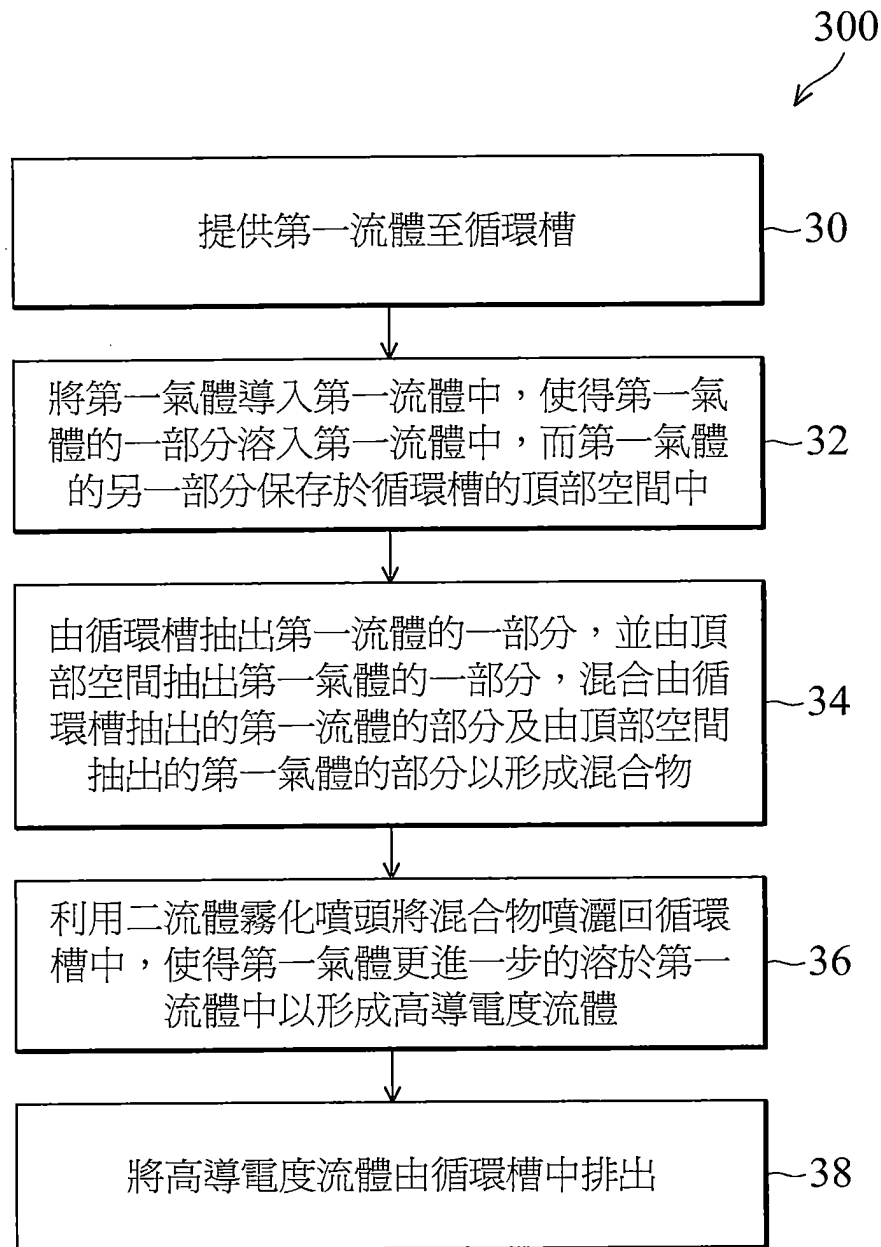 300
提供第一流體至循環槽
30
將第一氣體導入第一流體中，使得第一氣
體的一部分溶入第一流體中，而第一氣體
的另一部分保存於循環槽的頂部空間中
32
由循環槽抽出第一流體的一部分，並由頂
部空間抽出第一氣體的一部分，混合由循
環槽抽出的第一流體的部分及由頂部空間
抽出的第一氣體的部分以形成混合物
34
利用二流體霧化噴頭將混合物噴灑回循環
槽中，使得第一氣體更進一步的溶於第一
流體中以形成高導電度流體
36
將高導電度流體由循環槽中排出
38